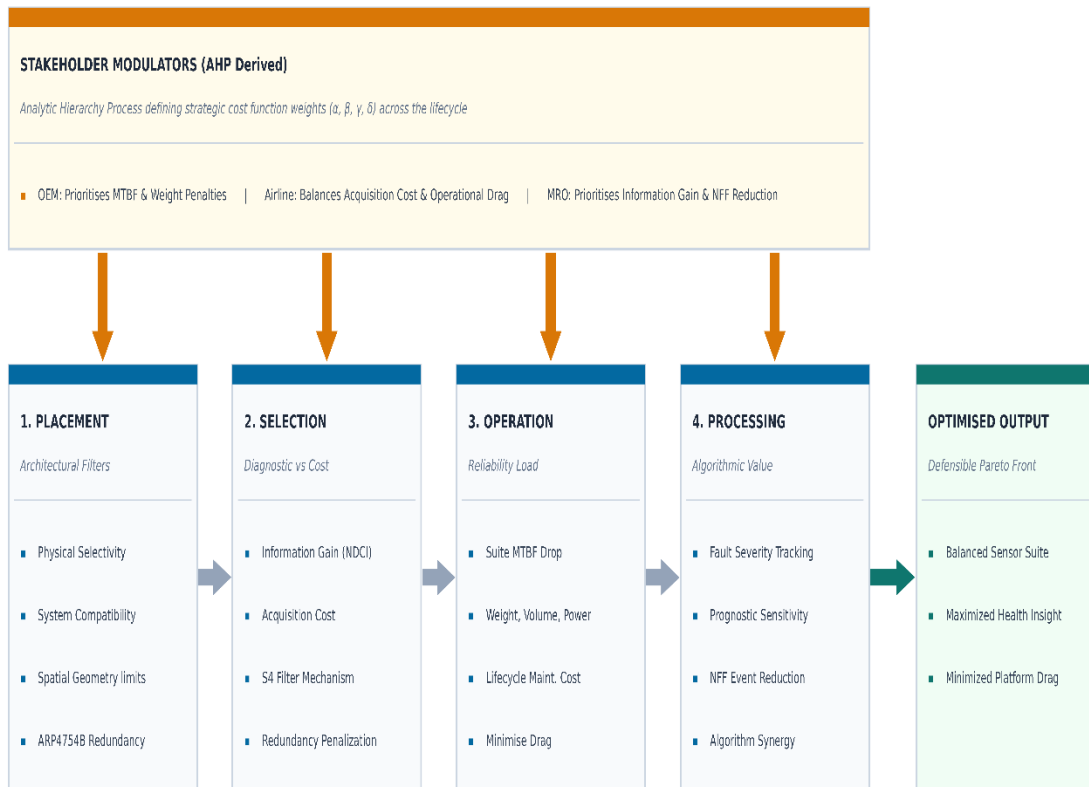 STAKEHOLDER MODULATORS (AHP Derived)
Analytic Hierarchy Process defining strategic cost function weights (α, β, γ, δ) across the lifecycle
OEM: Prioritises MTBF & Weight Penalties | Airline: Balances Acquisition Cost & Operational Drag | MRO: Prioritises Information Gain & NFF Reduction
1. PLACEMENT
Architectural Filters
Physical Selectivity
System Compatibility
Spatial Geometry limits
ARP4754B Redundancy
2. SELECTION
Diagnostic vs Cost
Information Gain (NDCI)
Acquisition Cost
S4 Filter Mechanism
Redundancy Penalization
3. OPERATION
Reliability Load
Suite MTBF Drop
Weight, Volume, Power
Lifecycle Maint. Cost
Minimise Drag
4. PROCESSING
Algorithmic Value
Fault Severity Tracking
Prognostic Sensitivity
NFF Event Reduction
Algorithm Synergy
OPTIMISED OUTPUT
Defensible Pareto Front
Balanced Sensor Suite
Maximized Health Insight
Minimized Platform Drag